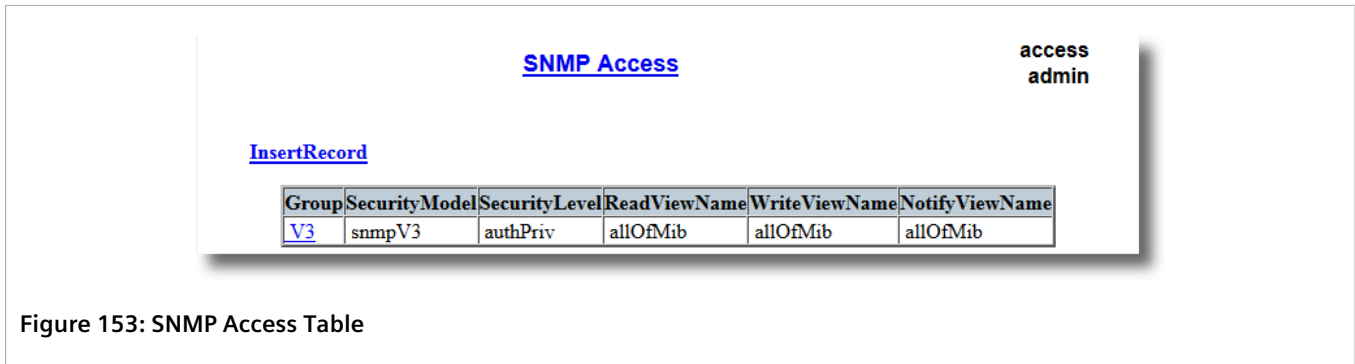 SNMP Access
access
admin
InsertRecord
Group SecurityModel SecurityLevel ReadViewName WriteViewName NotifyViewName
V3 snmpV3 authPriv allOfMib allOfMib allOfMib
Figure 153: SNMP Access Table